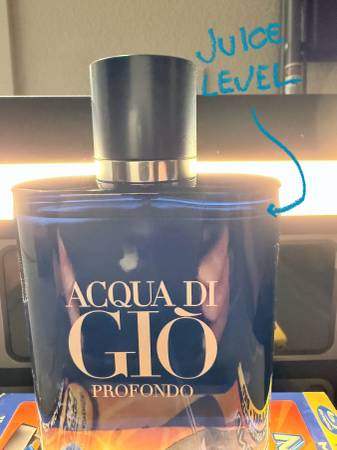 JUICE
LEVEL
ACQUA DI
GIÒ
PROFONDO